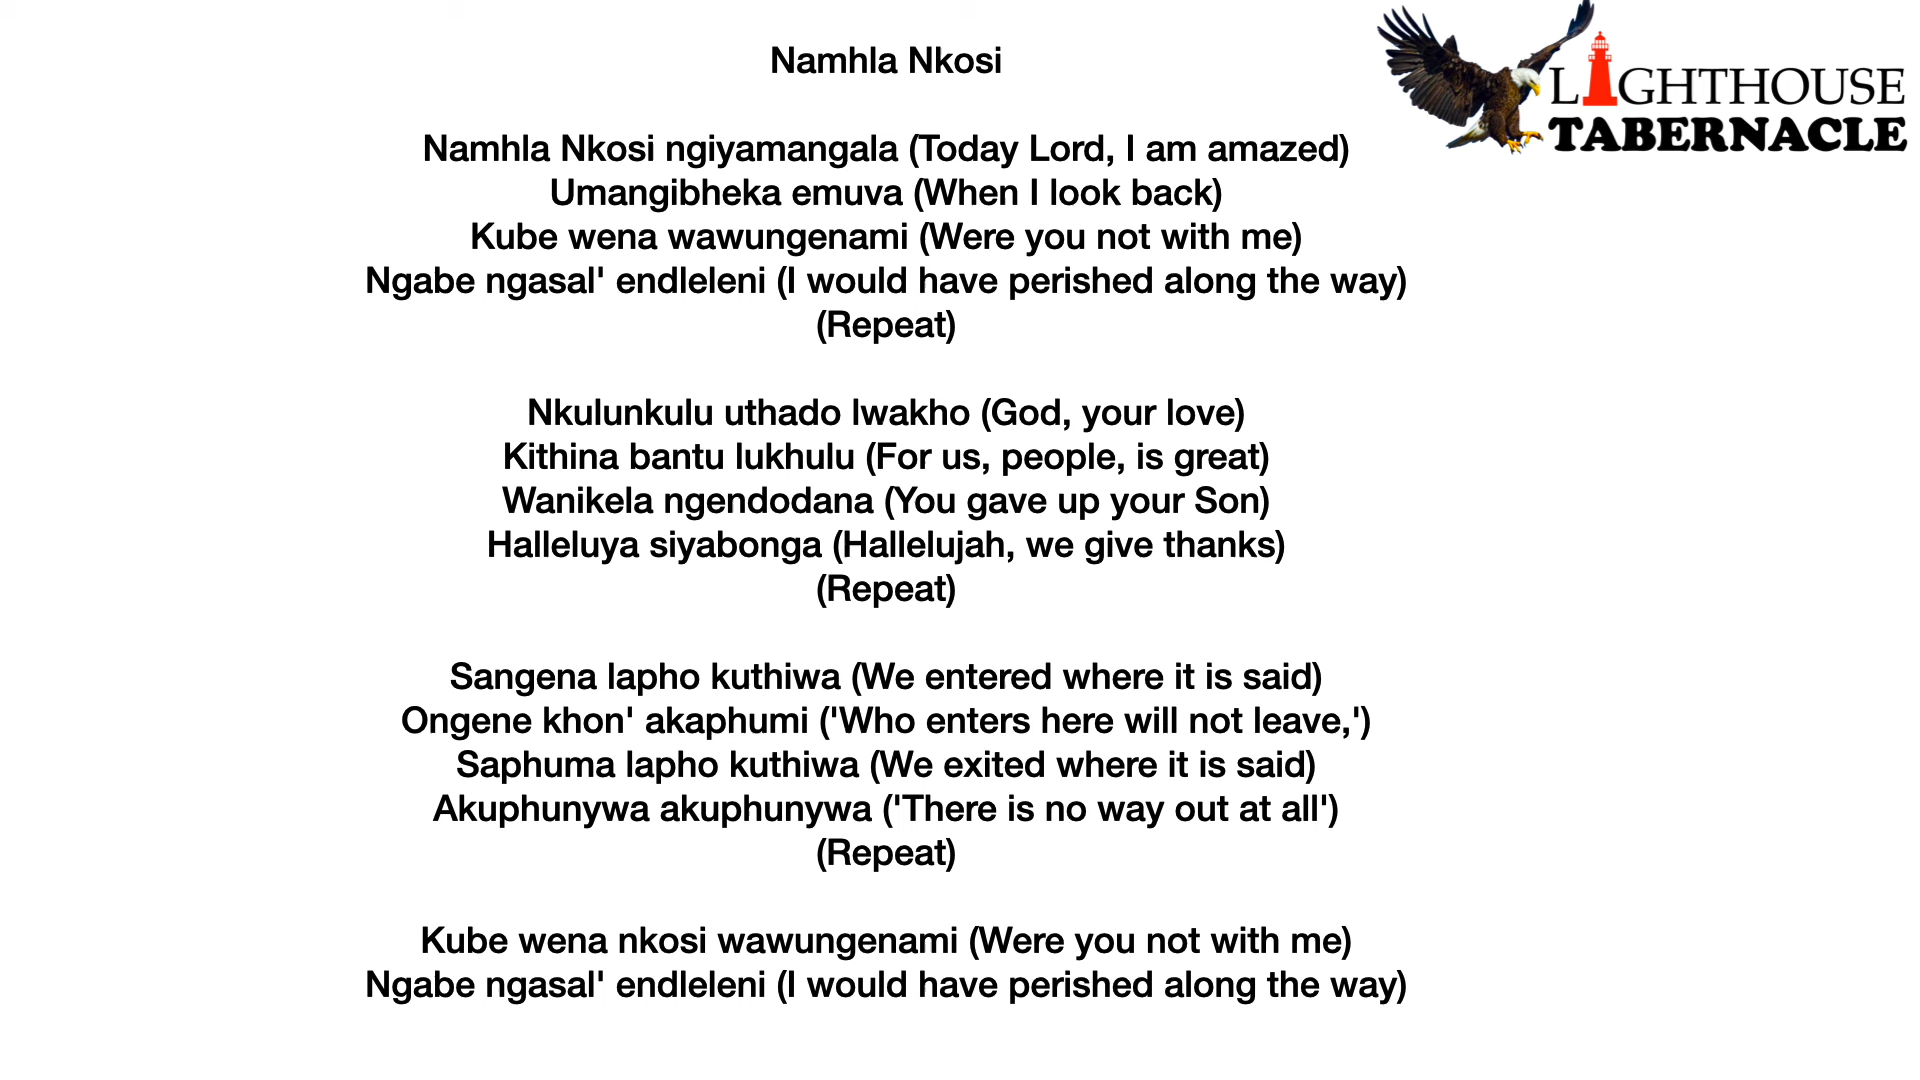 Namhla Nkosi
LIGHTHOUSE
TABERNACLE
Namhla Nkosi ngiyamangala (Today Lord, I am amazed)
Umangibheka emuva (When I look back)
Kube wena wawungenami (Were you not with me)
Ngabe ngasal' endleleni (I would have perished along the way)
(Repeat)
Nkulunkulu uthado lwakho (God, your love)
Kithina bantu lukhulu (For us, people, is great)
Wanikela ngendodana (You gave up your Son)
Halleluya siyabonga (Hallelujah, we give thanks)
(Repeat)
Sangena lapho kuthiwa (We entered where it is said)
Ongene khon' akaphumi ('Who enters here will not leave,')
Saphuma lapho kuthiwa (We exited where it is said)
Akuphunywa akuphunywa ('There is no way out at all')
(Repeat)
Kube wena nkosi wawungenami (Were you not with me)
Ngabe ngasal' endleleni (I would have perished along the way)